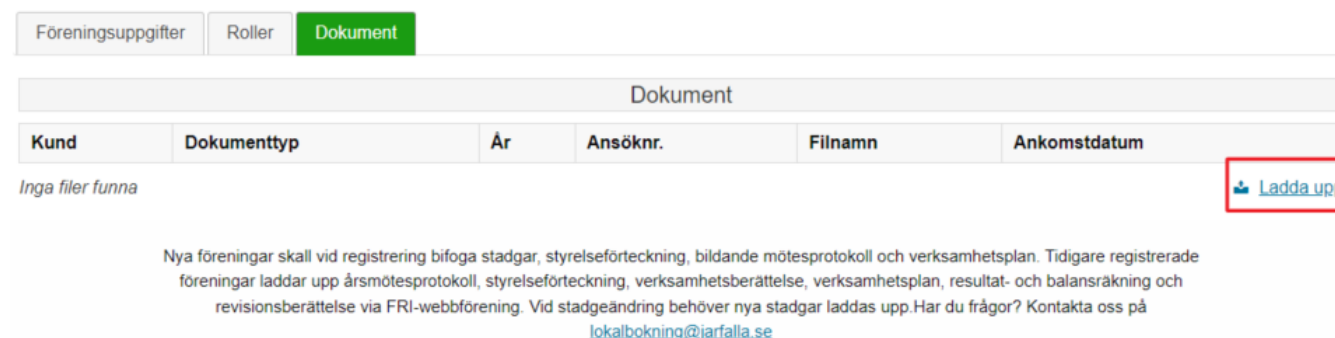 Föreningsuppgifter Roller Dokument
Dokument
Kund Dokumenttyp År Ansöknr. Filnamn Ankomstdatum
Inga filer funna Ladda upp
Nya föreningar skall vid registrering bifoga stadgar, styrelseförteckning, bildande mötesprotokoll och verksamhetsplan. Tidigare registrerade
föreningar laddar upp årsmötesprotokoll, styrelseförteckning, verksamhetsberättelse, verksamhetsplan, resultat- och balansräkning och
revisionsberättelse via FRI-webbförening. Vid stadgeändring behöver nya stadgar laddas upp.Har du frågor? Kontakta oss på
lokalbokning@jarfalla.se